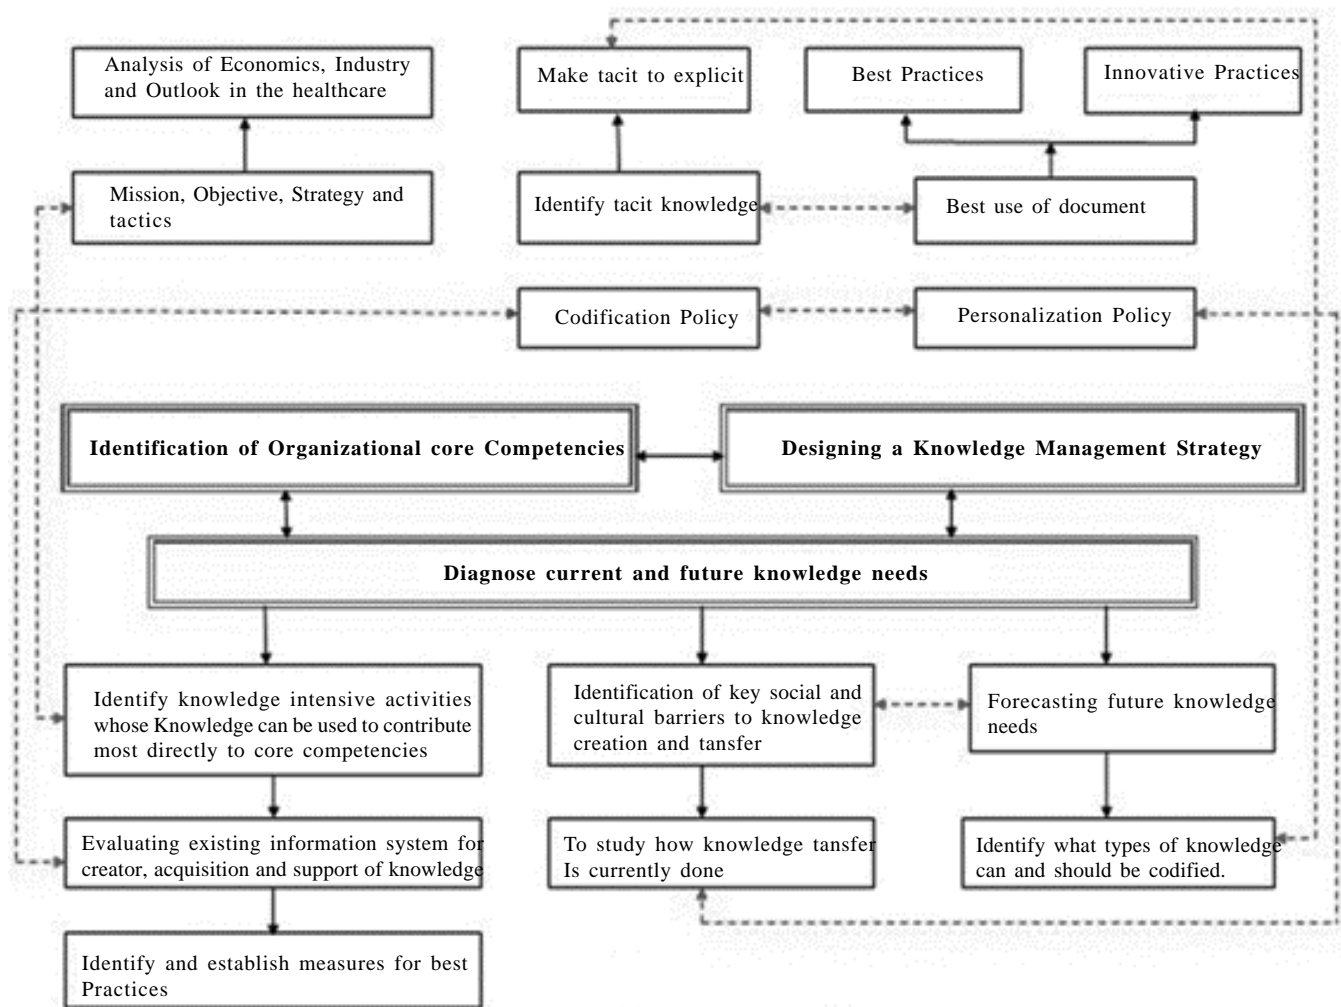 Analysis of Economics, Industry
and Outlook in the healthcare
Make tacit to explicit
Best Practices
Innovative Practices
Mission, Objective, Strategy and
tactics
Identify tacit knowledge
Best use of document
Codification Policy
Personalization Policy
Identification of Organizational core Competencies
Designing a Knowledge Management Strategy
Diagnose current and future knowledge needs
Identify knowledge intensive activities
whose Knowledge can be used to contribute
most directly to core competencies
Identification of key social and
cultural barriers to knowledge
creation and tansfer
Forecasting future knowledge
needs
Evaluating existing information system for
creator, acquisition and support of knowledge
To study how knowledge tansfer
Is currently done
Identify what types of knowledge
can and should be codified.
Identify and establish measures for best
Practices